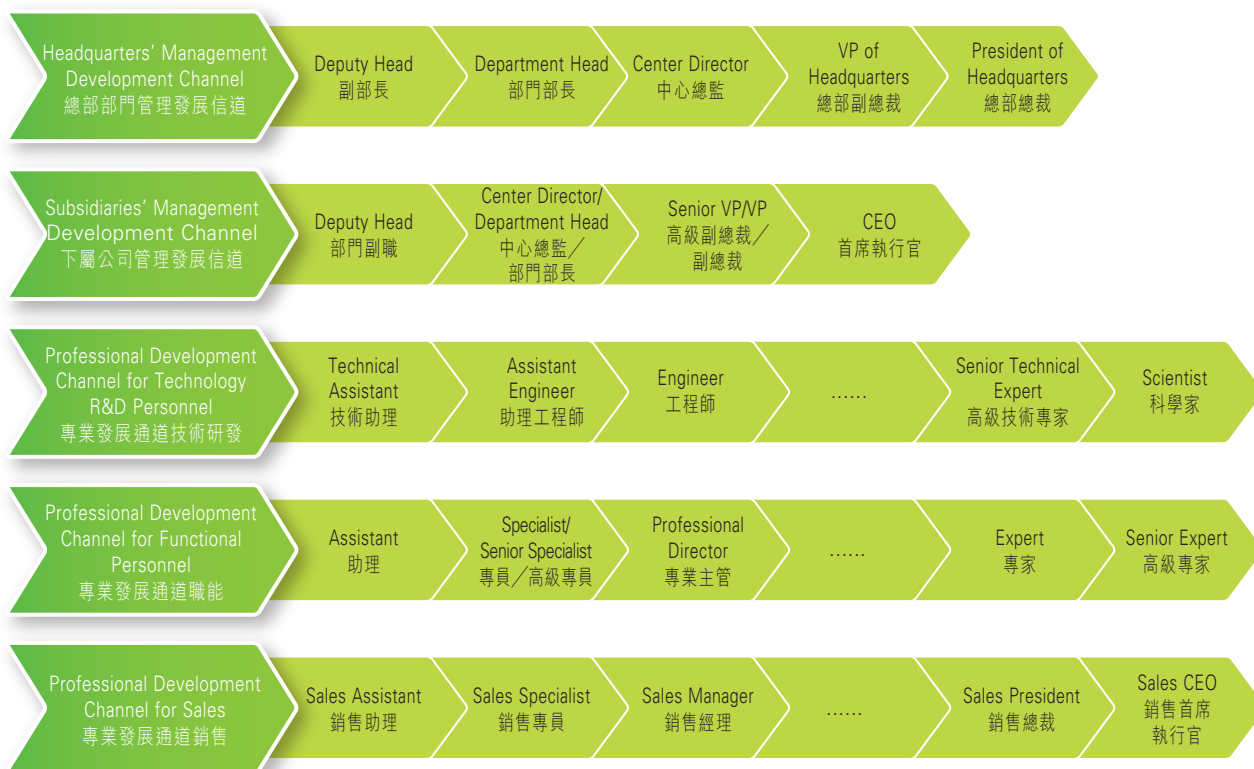 Headquarters’ Management
Development Channel
總部部門管理發展信道
Deputy Head
副部長
Department Head
部門部長
Center Director
中心總監
VP of
Headquarters
總部副總裁
President of
Headquarters
總部總裁
Subsidiaries’ Management
Development Channel
下屬公司管理發展信道
Deputy Head
部門副職
Center Director/
Department Head
中心總監／
部門部長
Senior VP/VP
高級副總裁／
副總裁
CEO
首席執行官
Professional Development
Channel for Technology
R&D Personnel
專業發展通道技術研發
Technical
Assistant
技術助理
Assistant
Engineer
助理工程師
Engineer
工程師
......
Senior Technical
Expert
高級技術專家
Scientist
科學家
Professional Development
Channel for Functional
Personnel
專業發展通道職能
Assistant
助理
Specialist/
Senior Specialist
專員／高級專員
Professional
Director
專業主管
......
Expert
專家
Senior Expert
高級專家
Professional Development
Channel for Sales
專業發展通道銷售
Sales Assistant
銷售助理
Sales Specialist
銷售專員
Sales Manager
銷售經理
......
Sales President
銷售總裁
Sales CEO
銷售首席
執行官